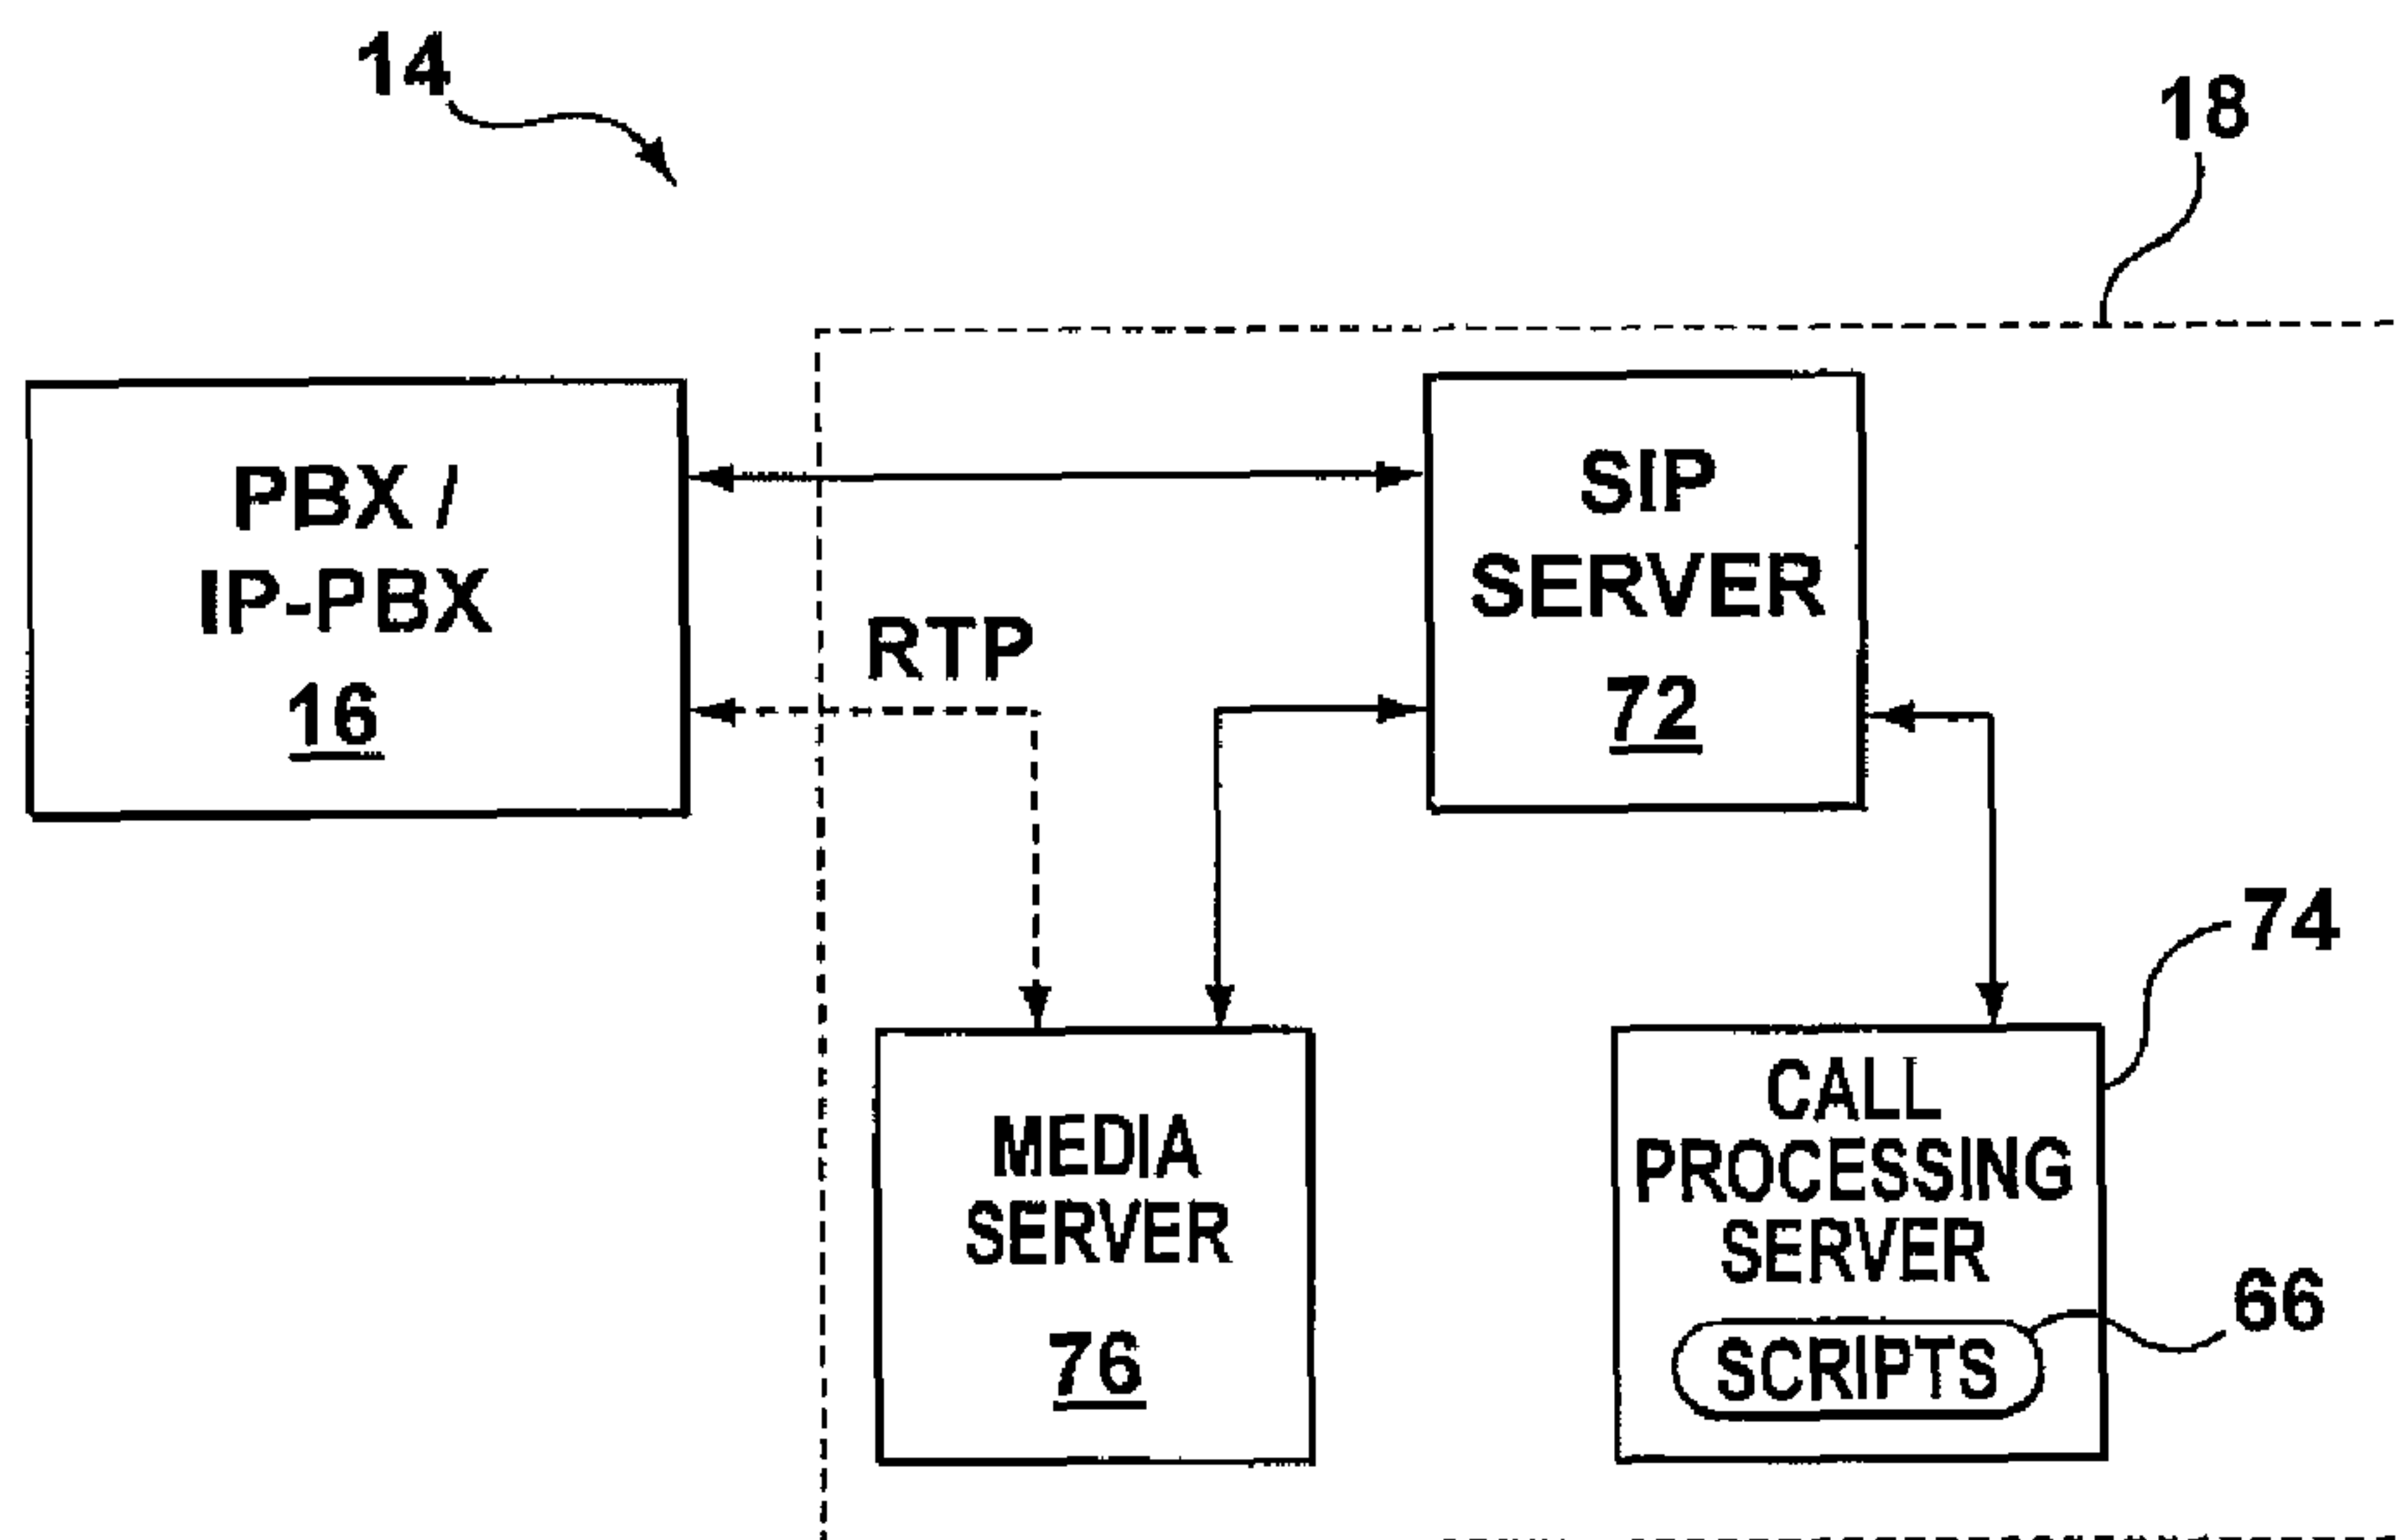 14
18
PBX /
IP-PBX
16
SIP
SERVER
72
RTP
74
MEDIA
SERVER
76
CALL
PROCESSING
SERVER
SCRIPTS
66